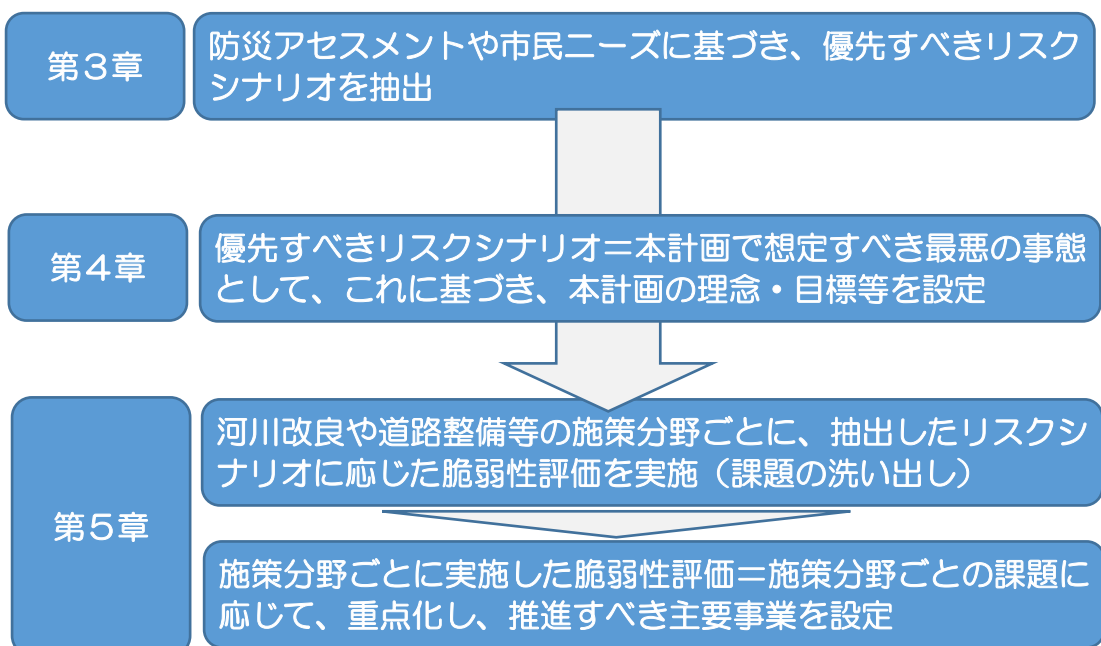 第3章
防災アセスメントや市民ニーズに基づき、優先すべきリスク
シナリオを抽出
第4章
優先すべきリスクシナリオ＝本計画で想定すべき最悪の事態
として、これに基づき、本計画の理念・目標等を設定
第5章
河川改良や道路整備等の施策分野ごとに、抽出したリスクシ
ナリオに応じた脆弱性評価を実施（課題の洗い出し）
施策分野ごとに実施した脆弱性評価＝施策分野ごとの課題に
応じて、重点化し、推進すべき主要事業を設定